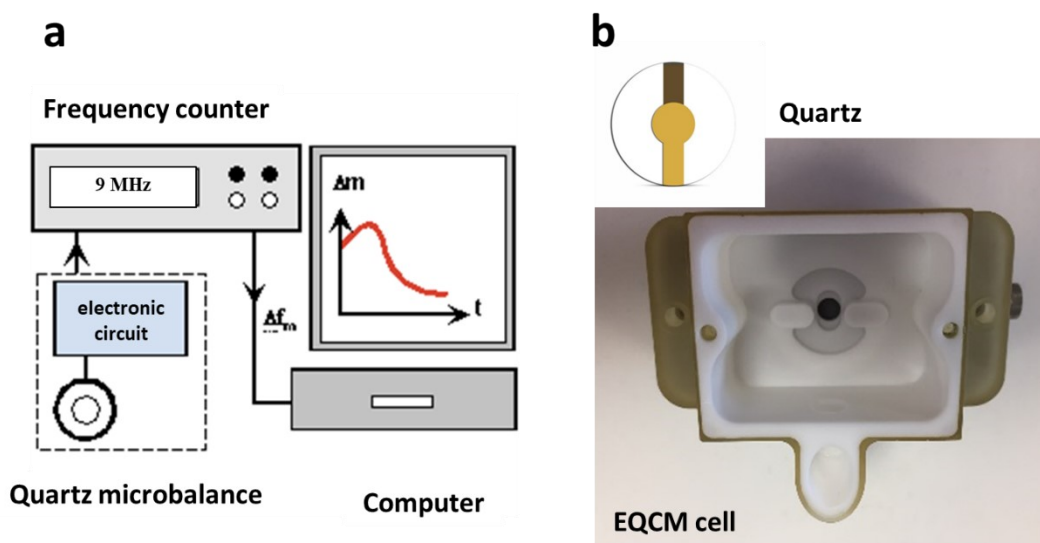 a
Frequency counter
9 MHz
Δm
t
electronic
circuit
Δfm
Quartz microbalance
Computer
b
Quartz
EQCM cell